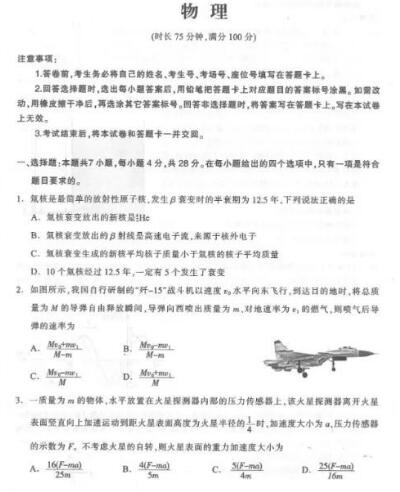 物 理
(时长 75 分钟,满分 100 分)
注意事项:
1.答卷前,考生务必将自己的姓名、考生号、考场号、座位号填写在答题卡上。
2.回答选择题时,选出每小题答案后,用铅笔把答题卡上对应题目的答案标号涂黑。如需改
动,用橡皮擦干净后,再选涂其它答案标号。回答非选择题时,将答案写在答题卡上。写在本试卷
上无效。
3.考试结束后,将本试卷和答题卡一并交回。
一、选择题:本题共7小题,每小题4分,共28分。在每小题给出的四个选项中,只有一项是符合
题目要求的。
1. 氚核是最简单的放射性原子核,发生β衰变时的半衰期为 12.5 年,下列说法正确的是
A. 氚核衰变放出的新核是⁴₂He
B. 氚核衰变放出的β射线是高速电子流,来源于核外电子
C. 氚核衰变生成的新核平均核子质量小于氚核的核子平均质量
D. 10 个氚核经过 12.5 年,一定有 5 个发生了衰变
2. 如图所示,我国自行研制的“歼-15”战斗机以速度 v₀ 水平向东飞行,到达目的地时,将总质
量为 M 的导弹自由释放瞬间,导弹向西喷出质量为 m、对地速率为 v₁ 的燃气,则喷气后导
弹的速率为
A. (Mv₀+mv₁)/(M-m) B. (Mv₀-mv₁)/(M-m)
C. (Mv₀-mv₁)/M D. (Mv₀+mv₁)/M
3. 一质量为 m 的物体,水平放置在火星探测器内部的压力传感器上,该火星探测器离开火星
表面竖直向上加速运动到距火星表面高度为火星半径的1/4时,加速度大小为 a,压力传感器
的示数为 F。不考虑火星的自转,则火星表面的重力加速度大小为
A. 16(F-ma)/25m B. 4(F-ma)/5m C. 5(F-ma)/4m D. 25(F-ma)/16m